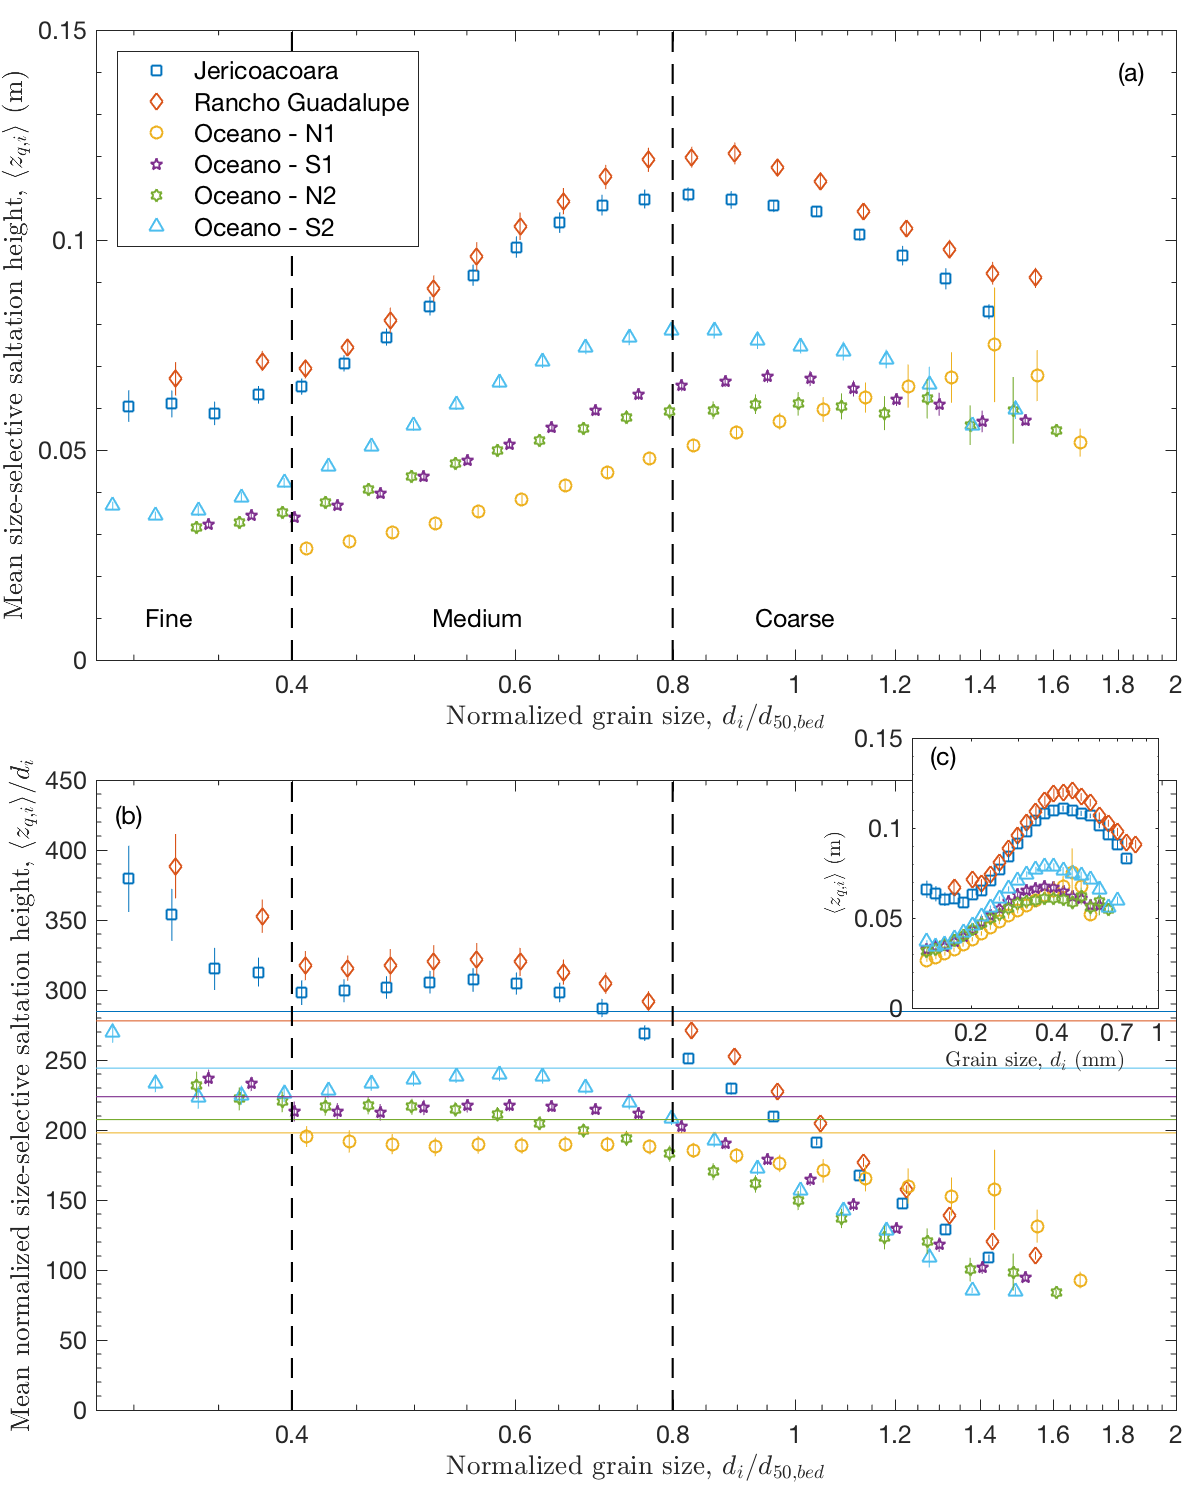 0.15
(a)
Jericoacoara
Rancho Guadalupe
Oceano - N1
Oceano - S1
Oceano - N2
Oceano - S2
0.1
0.05
0
Mean size-selective saltation height, ⟨z_{q,i}⟩ (m)
Fine
Medium
Coarse
0.4 0.6 0.8 1 1.2 1.4 1.6 1.8 2
Normalized grain size, d_i/d_{50,bed}
(b)
450
400
350
300
250
200
150
100
50
0
Mean normalized size-selective saltation height, ⟨z_{q,i}⟩/d_i
0.4 0.6 0.8 1 1.2 1.4 1.6 1.8 2
Normalized grain size, d_i/d_{50,bed}
(c)
0.15
0.1
0.05
0
⟨z_{q,i}⟩ (m)
0.2 0.4 0.7 1
Grain size, d_i (mm)